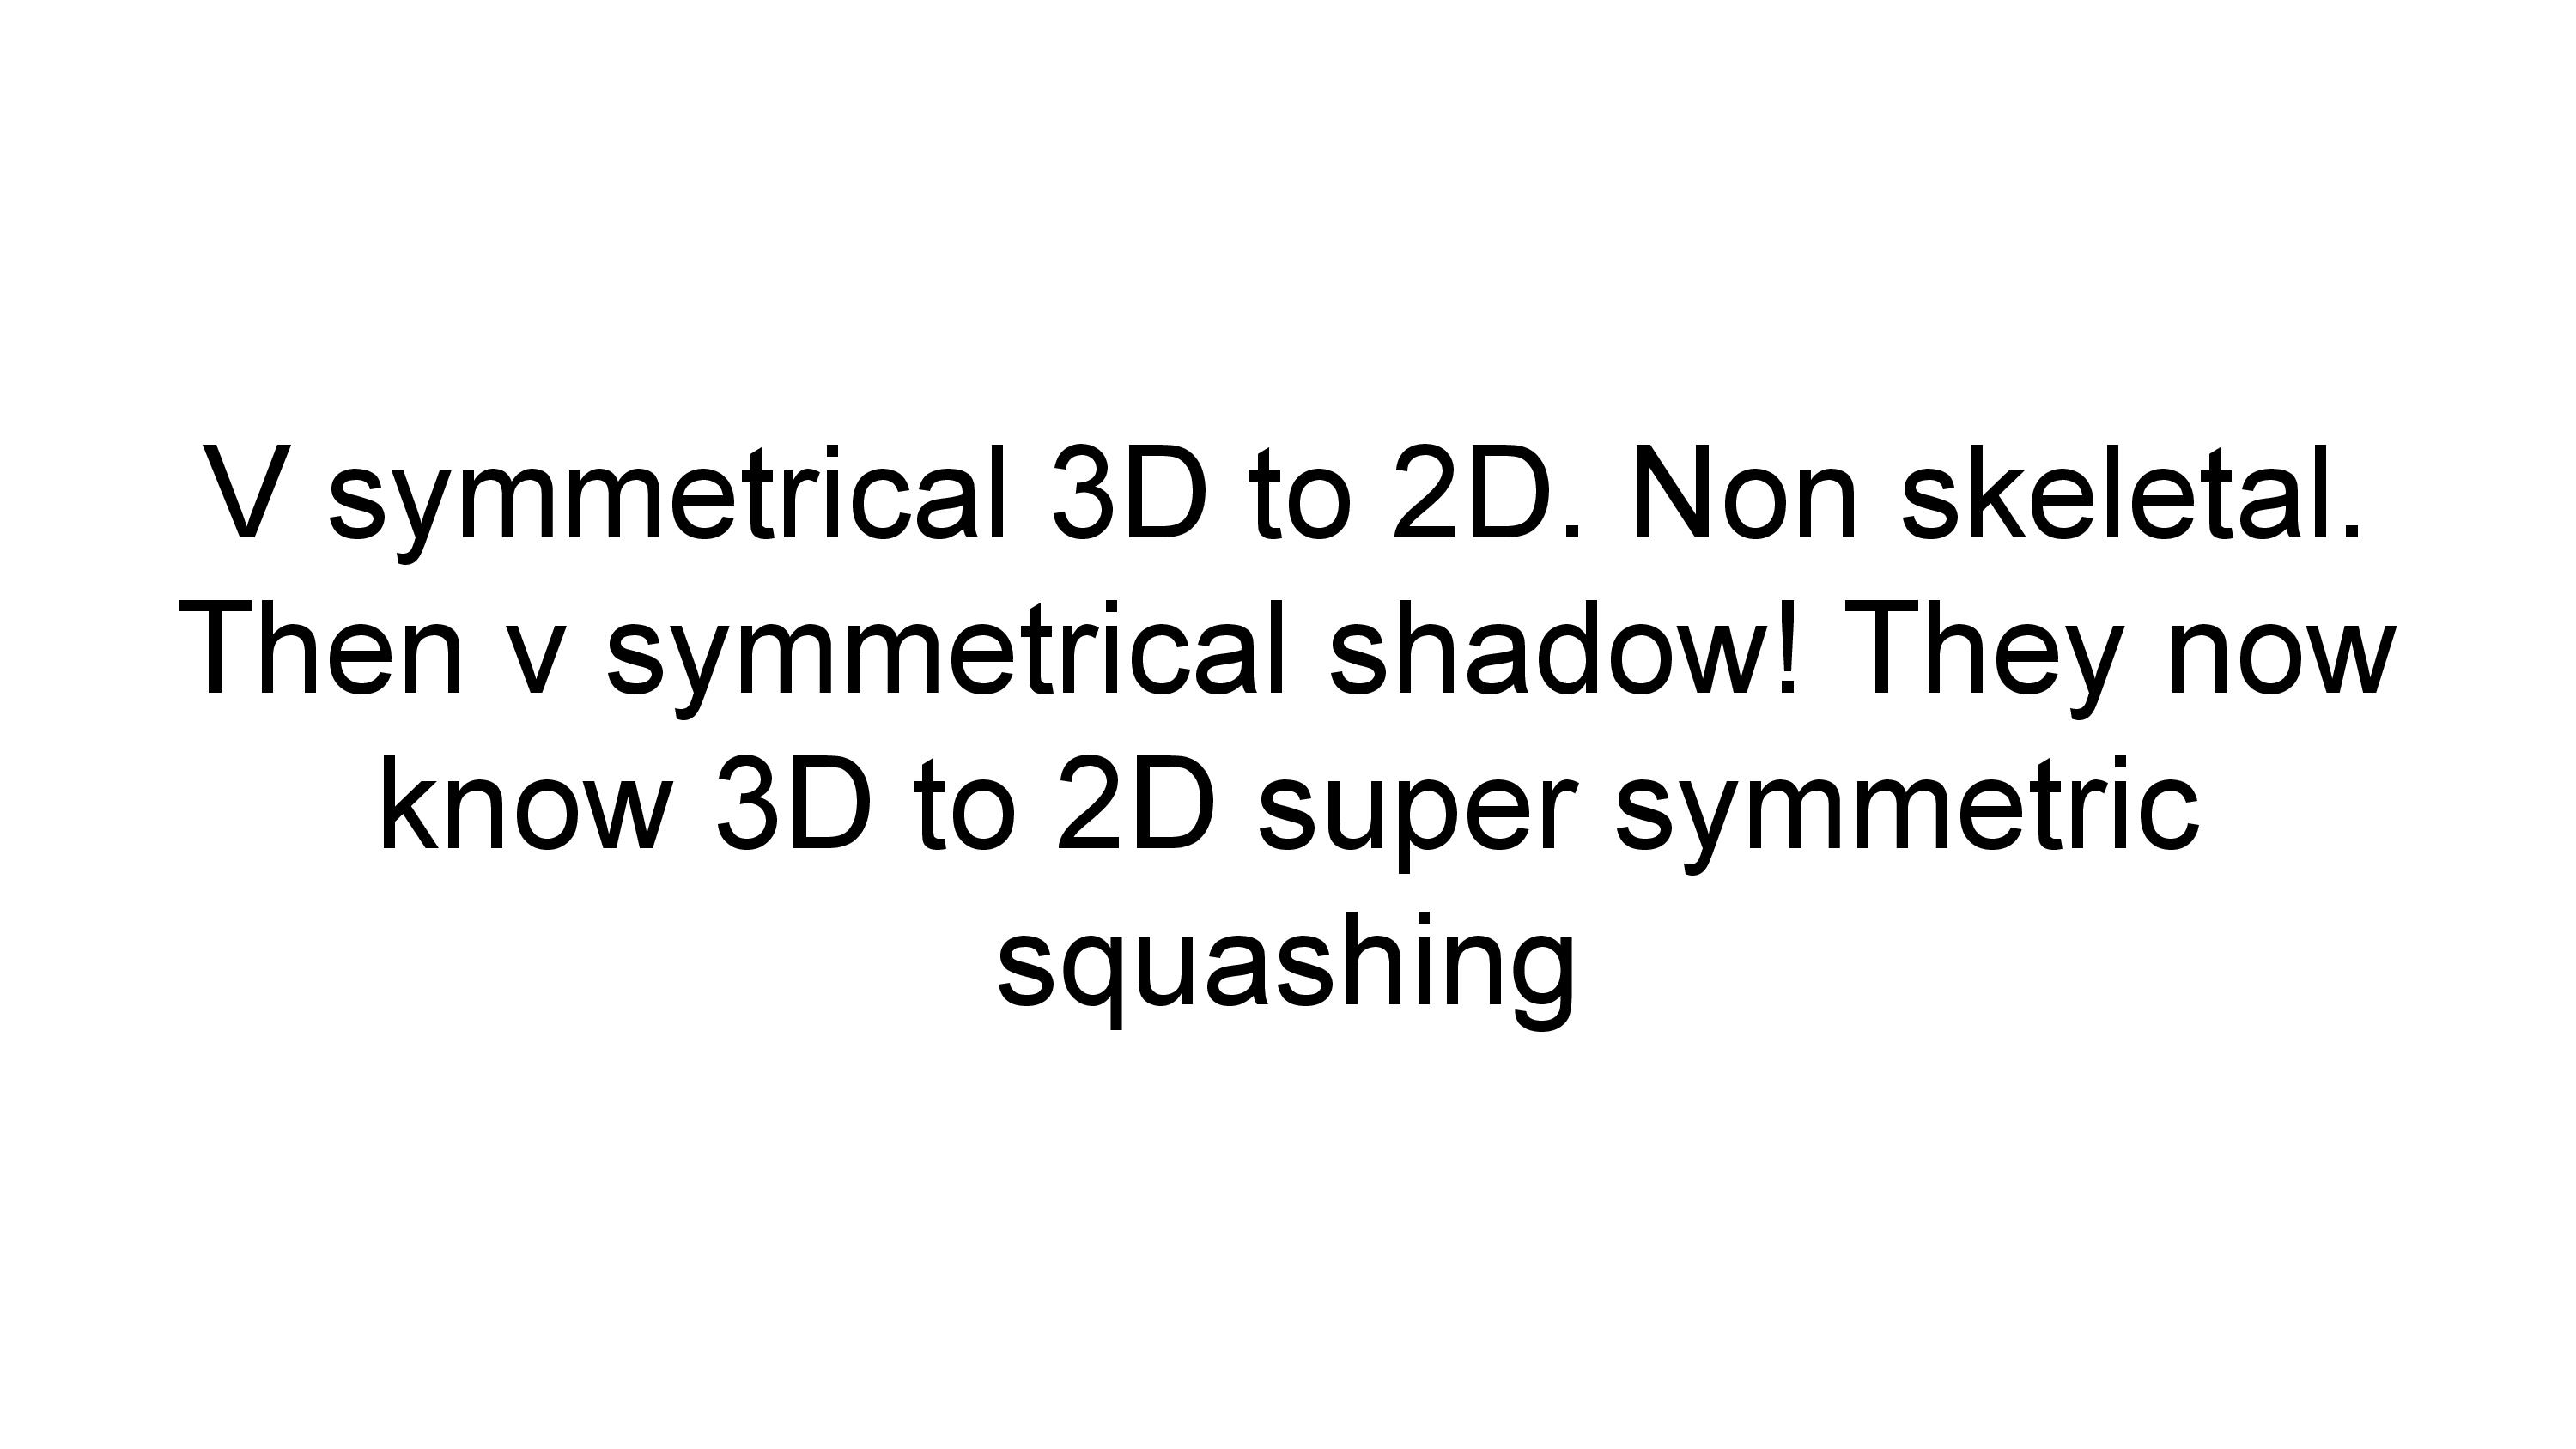 V symmetrical 3D to 2D. Non skeletal.
Then v symmetrical shadow! They now
know 3D to 2D super symmetric
squashing